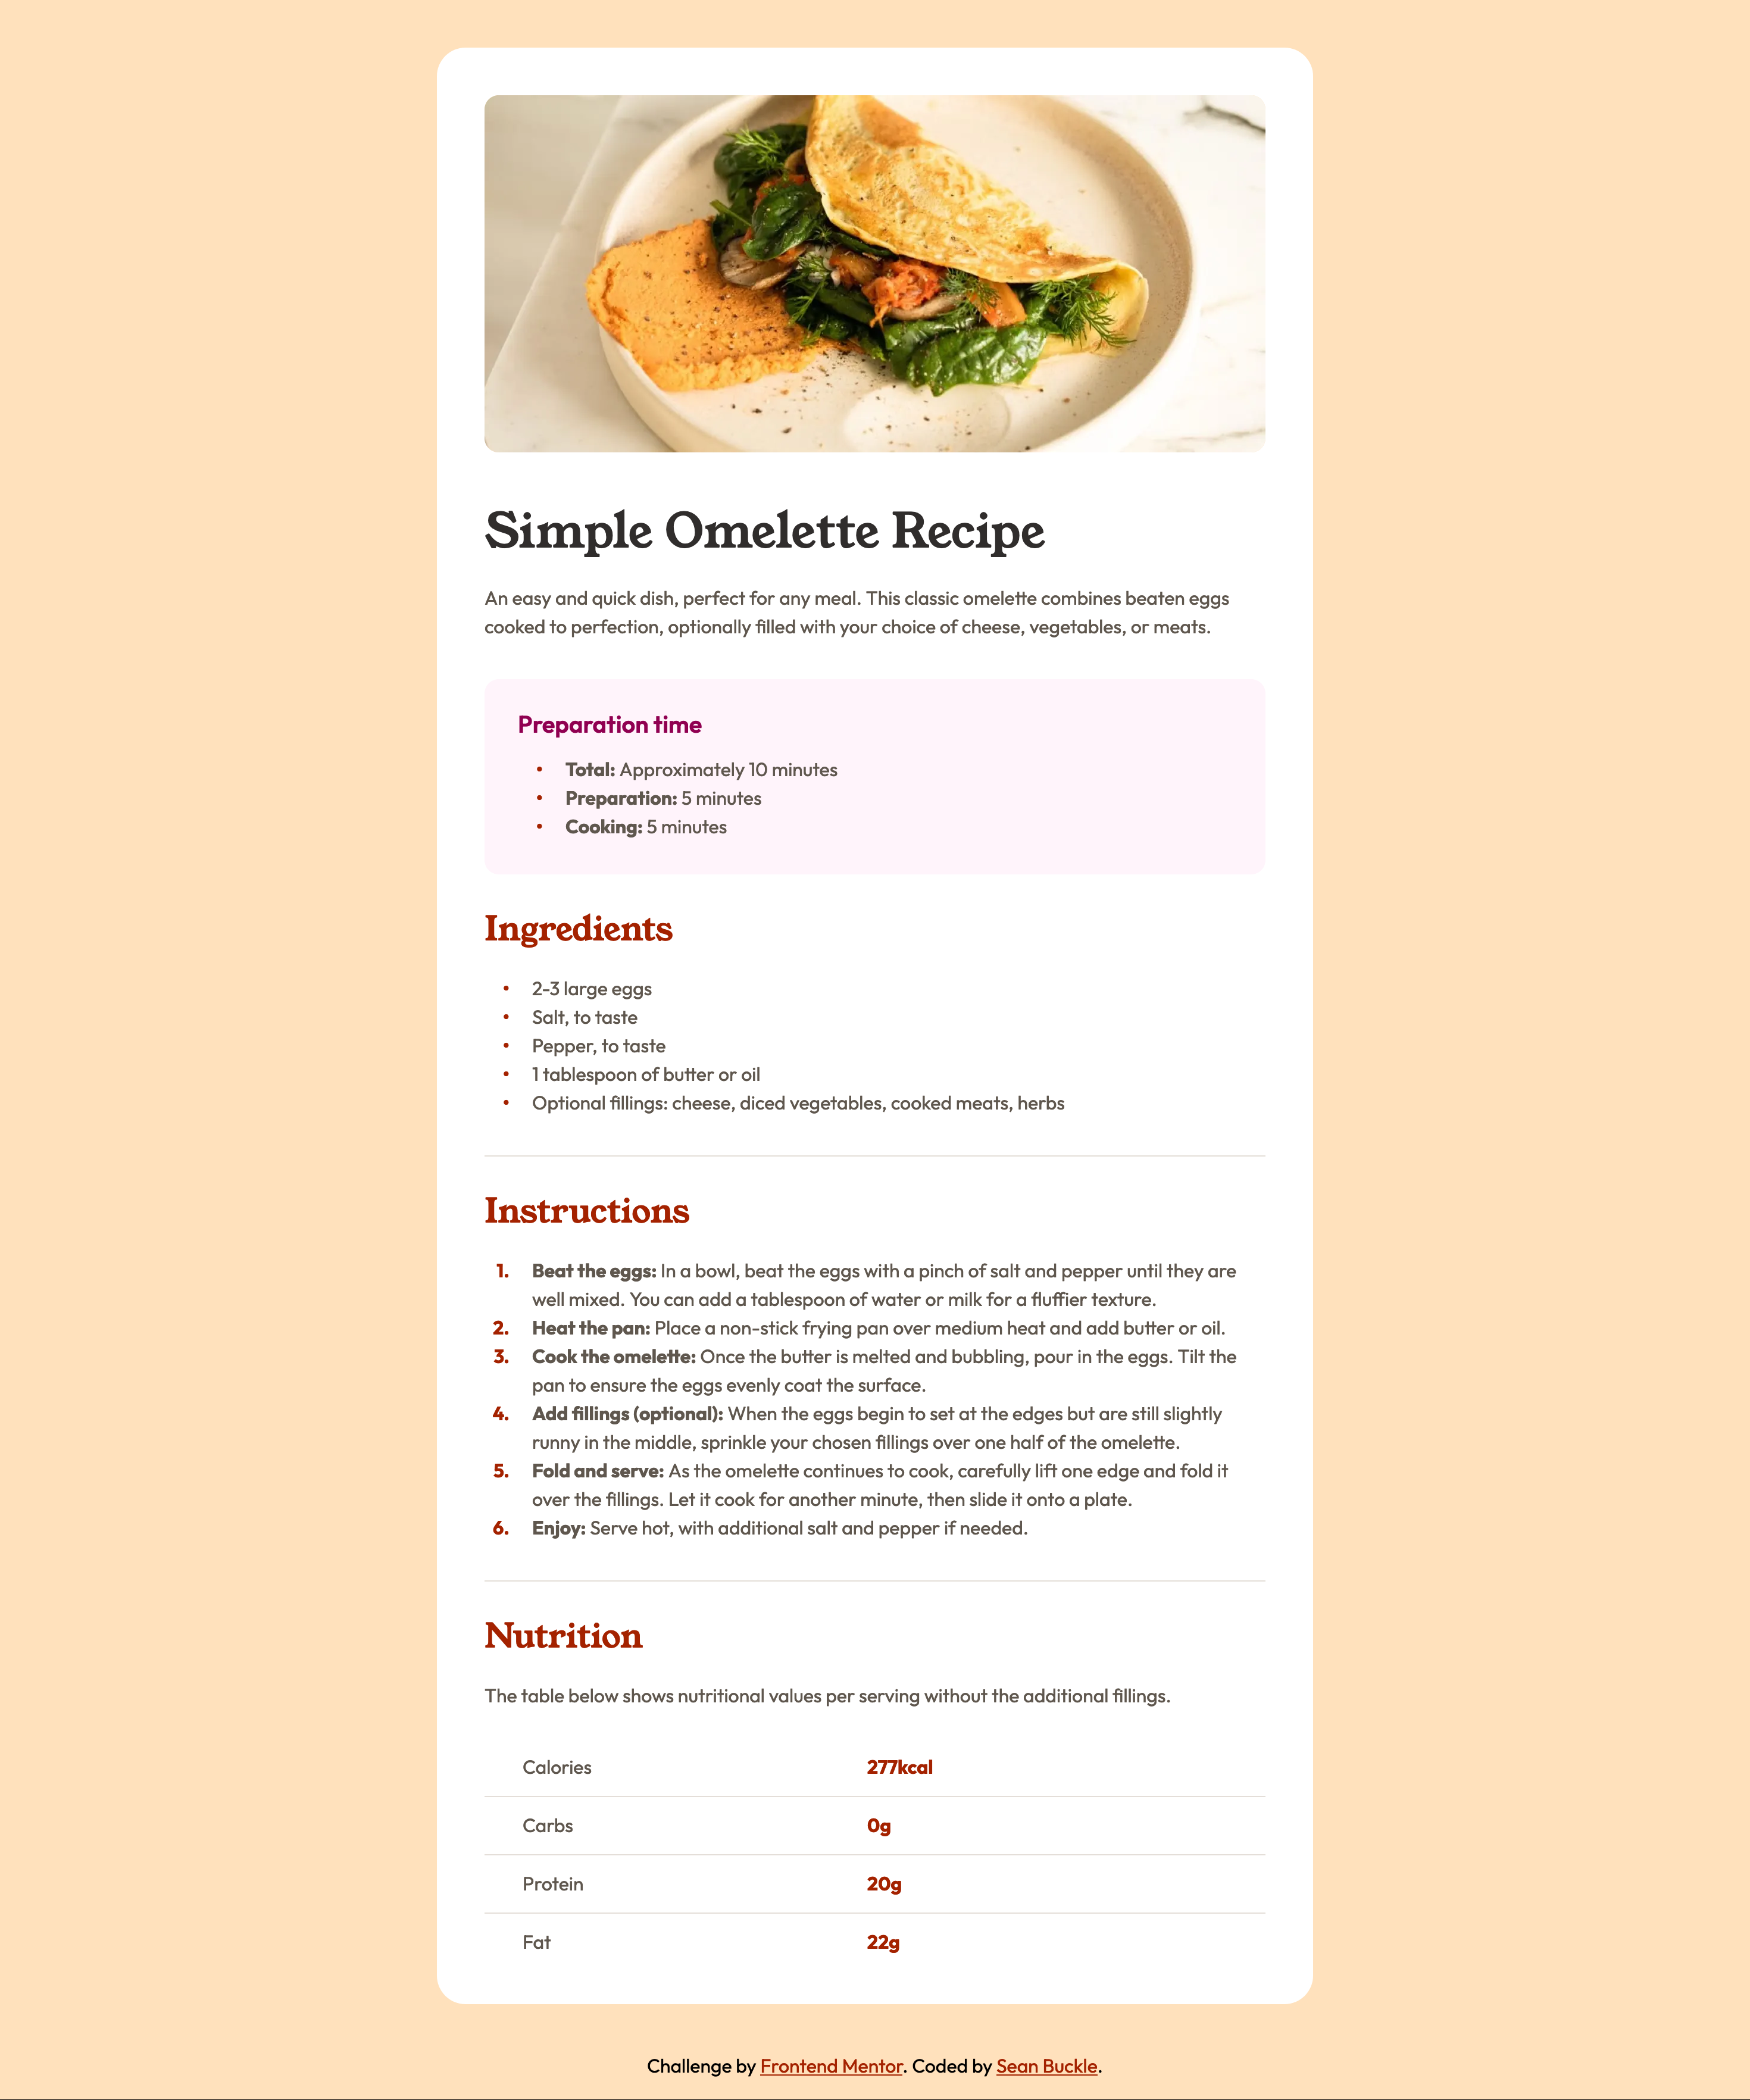 Simple Omelette Recipe
An easy and quick dish, perfect for any meal. This classic omelette combines beaten eggs
cooked to perfection, optionally filled with your choice of cheese, vegetables, or meats.
Preparation time
• Total: Approximately 10 minutes
• Preparation: 5 minutes
• Cooking: 5 minutes
Ingredients
• 2-3 large eggs
• Salt, to taste
• Pepper, to taste
• 1 tablespoon of butter or oil
• Optional fillings: cheese, diced vegetables, cooked meats, herbs
Instructions
1. Beat the eggs: In a bowl, beat the eggs with a pinch of salt and pepper until they are
well mixed. You can add a tablespoon of water or milk for a fluffier texture.
2. Heat the pan: Place a non-stick frying pan over medium heat and add butter or oil.
3. Cook the omelette: Once the butter is melted and bubbling, pour in the eggs. Tilt the
pan to ensure the eggs evenly coat the surface.
4. Add fillings (optional): When the eggs begin to set at the edges but are still slightly
runny in the middle, sprinkle your chosen fillings over one half of the omelette.
5. Fold and serve: As the omelette continues to cook, carefully lift one edge and fold it
over the fillings. Let it cook for another minute, then slide it onto a plate.
6. Enjoy: Serve hot, with additional salt and pepper if needed.
Nutrition
The table below shows nutritional values per serving without the additional fillings.
Calories 277kcal
Carbs 0g
Protein 20g
Fat 22g
Challenge by Frontend Mentor. Coded by Sean Buckle.